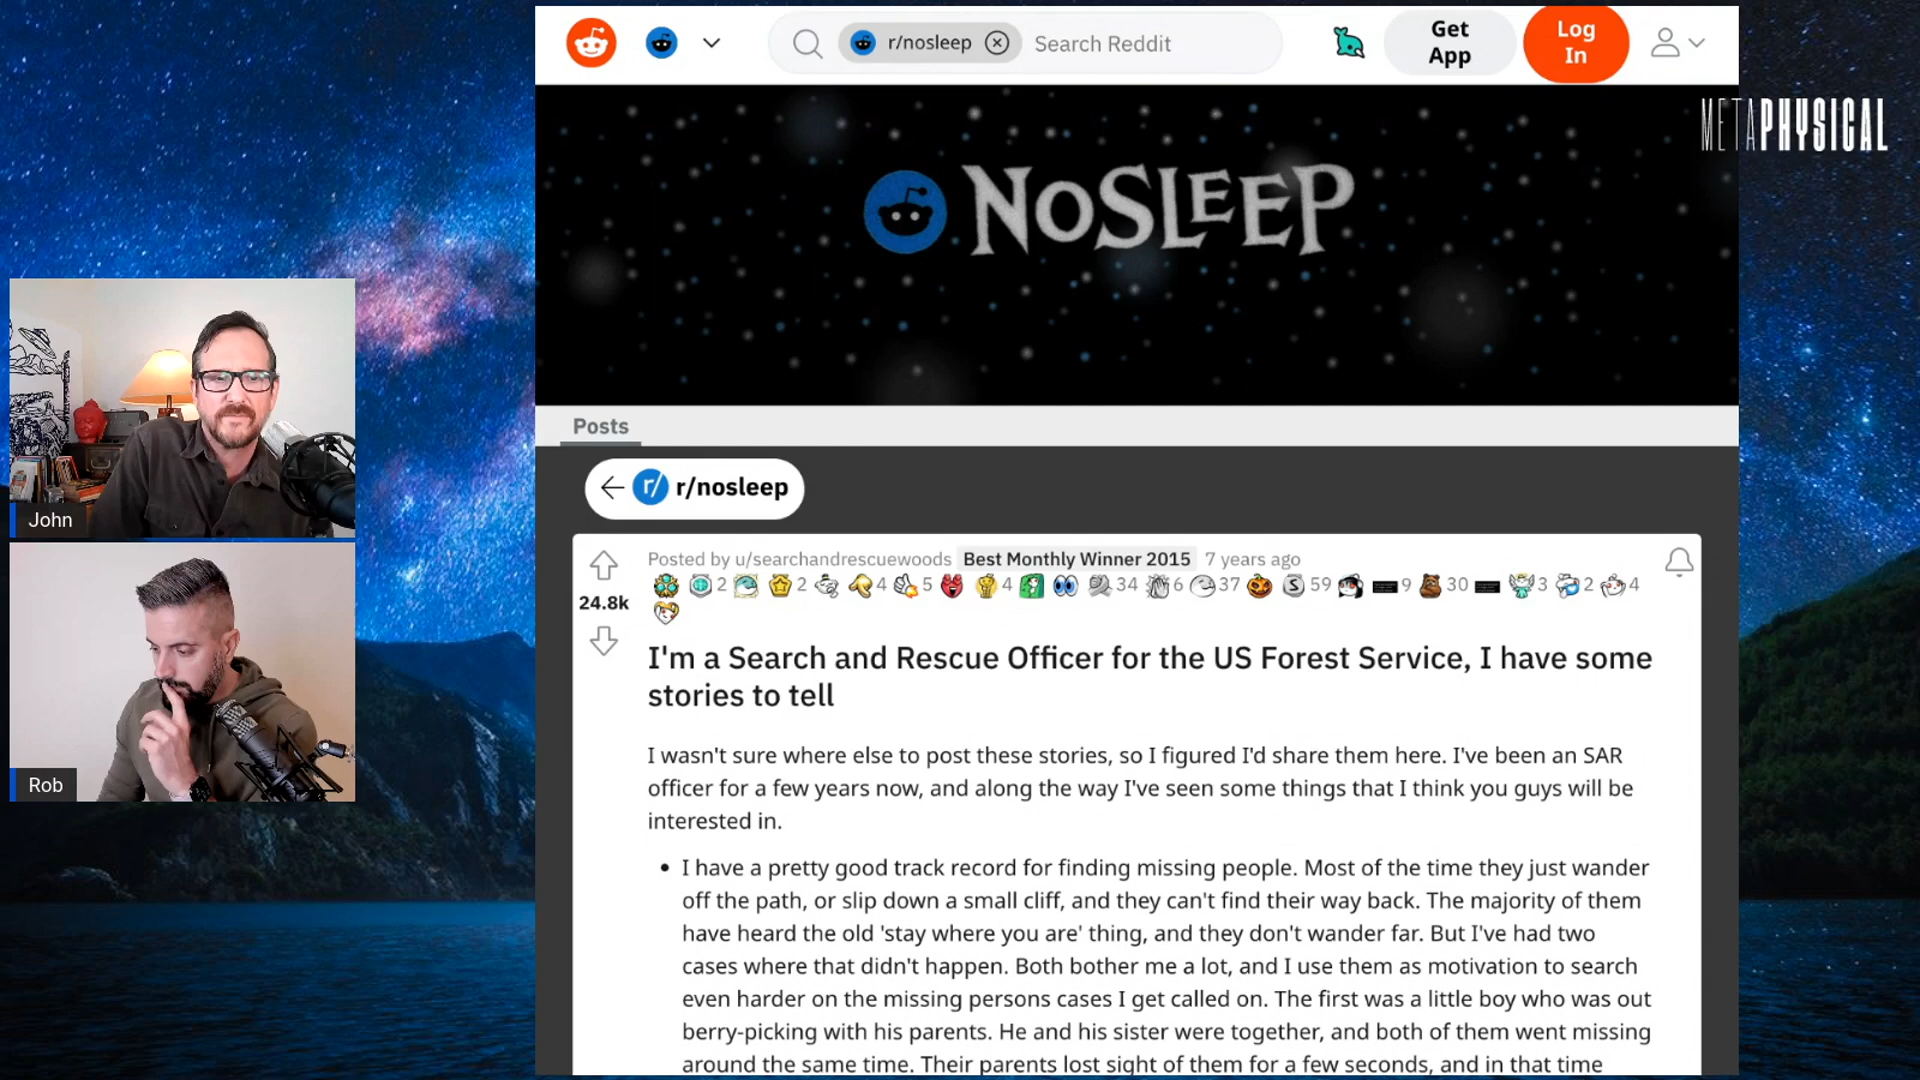 r/nosleep
Search Reddit
Get App
Log In
METAPHYSICAL
NOSLEEP
Posts
r/ r/nosleep
Posted by u/searchandrescuewoods Best Monthly Winner 2015 7 years ago
2 2 4 5 4 34 6 37 S 59 9 30 3 2 4
24.8k
I'm a Search and Rescue Officer for the US Forest Service, I have some
stories to tell
I wasn't sure where else to post these stories, so I figured I'd share them here. I've been an SAR
officer for a few years now, and along the way I've seen some things that I think you guys will be
interested in.
• I have a pretty good track record for finding missing people. Most of the time they just wander
off the path, or slip down a small cliff, and they can't find their way back. The majority of them
have heard the old 'stay where you are' thing, and they don't wander far. But I've had two
cases where that didn't happen. Both bother me a lot, and I use them as motivation to search
even harder on the missing persons cases I get called on. The first was a little boy who was out
berry-picking with his parents. He and his sister were together, and both of them went missing
around the same time. Their parents lost sight of them for a few seconds, and in that time
John
Rob